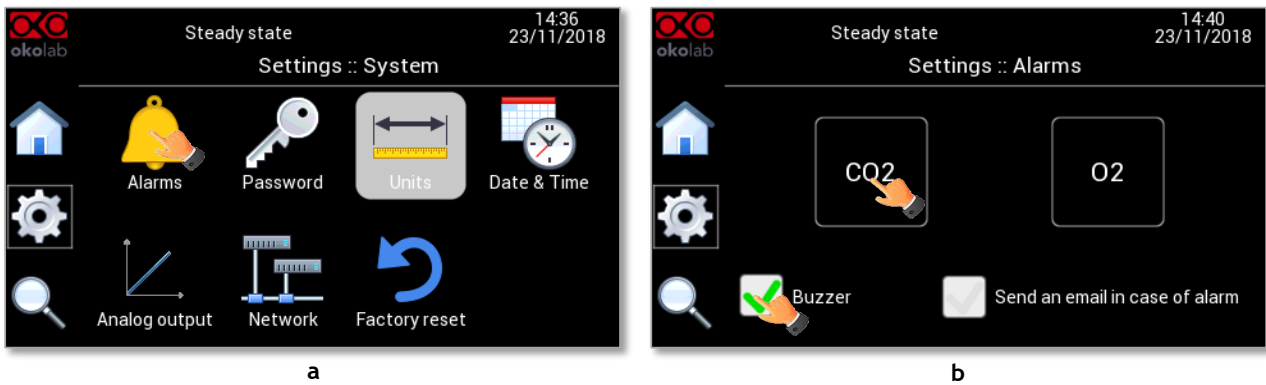 okolab
Steady state
14:36
23/11/2018
Settings :: System
Alarms
Password
Units
Date & Time
Analog output
Network
Factory reset
a
okolab
Steady state
14:40
23/11/2018
Settings :: Alarms
CO2
O2
Buzzer
Send an email in case of alarm
b